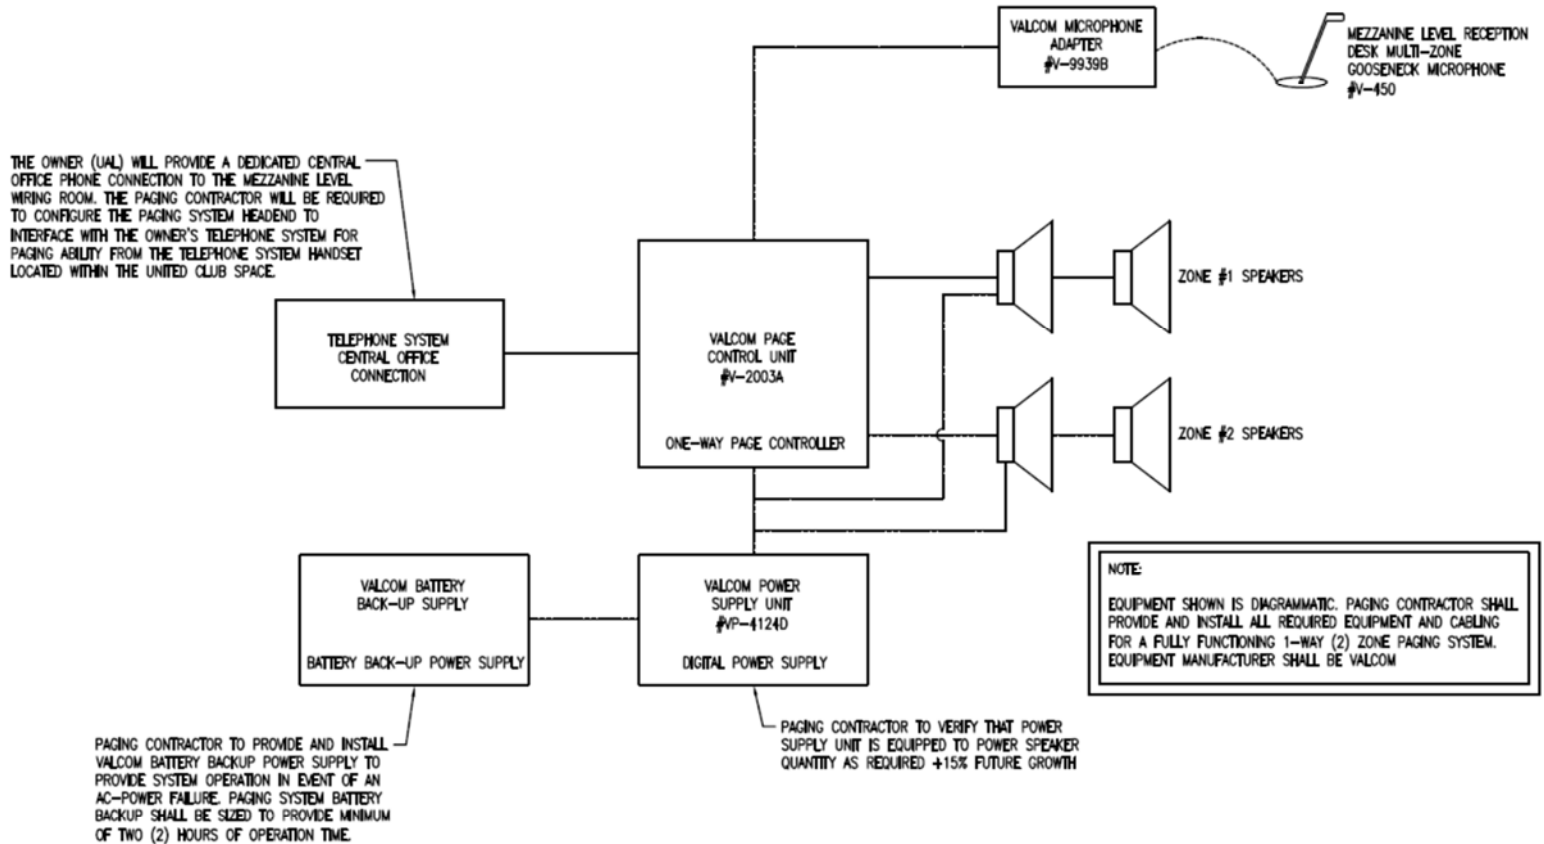 VALCOM MICROPHONE
ADAPTER
#V-9939B
MEZZANINE LEVEL RECEPTION
DESK MULTI-ZONE
GOOSENECK MICROPHONE
#V-450
THE OWNER (UAL) WILL PROVIDE A DEDICATED CENTRAL
OFFICE PHONE CONNECTION TO THE MEZZANINE LEVEL
WIRING ROOM. THE PAGING CONTRACTOR WILL BE REQUIRED
TO CONFIGURE THE PAGING SYSTEM HEADEND TO
INTERFACE WITH THE OWNER'S TELEPHONE SYSTEM FOR
PAGING ABILITY FROM THE TELEPHONE SYSTEM HANDSET
LOCATED WITHIN THE UNITED CLUB SPACE.
TELEPHONE SYSTEM
CENTRAL OFFICE
CONNECTION
VALCOM PAGE
CONTROL UNIT
#V-2003A
ONE-WAY PAGE CONTROLLER
ZONE #1 SPEAKERS
ZONE #2 SPEAKERS
VALCOM BATTERY
BACK-UP SUPPLY
BATTERY BACK-UP POWER SUPPLY
VALCOM POWER
SUPPLY UNIT
#VP-4124D
DIGITAL POWER SUPPLY
NOTE:
EQUIPMENT SHOWN IS DIAGRAMMATIC. PAGING CONTRACTOR SHALL
PROVIDE AND INSTALL ALL REQUIRED EQUIPMENT AND CABLING
FOR A FULLY FUNCTIONING 1-WAY (2) ZONE PAGING SYSTEM.
EQUIPMENT MANUFACTURER SHALL BE VALCOM
PAGING CONTRACTOR TO PROVIDE AND INSTALL
VALCOM BATTERY BACKUP POWER SUPPLY TO
PROVIDE SYSTEM OPERATION IN EVENT OF AN
AC-POWER FAILURE. PAGING SYSTEM BATTERY
BACKUP SHALL BE SIZED TO PROVIDE MINIMUM
OF TWO (2) HOURS OF OPERATION TIME.
PAGING CONTRACTOR TO VERIFY THAT POWER
SUPPLY UNIT IS EQUIPPED TO POWER SPEAKER
QUANTITY AS REQUIRED +15% FUTURE GROWTH